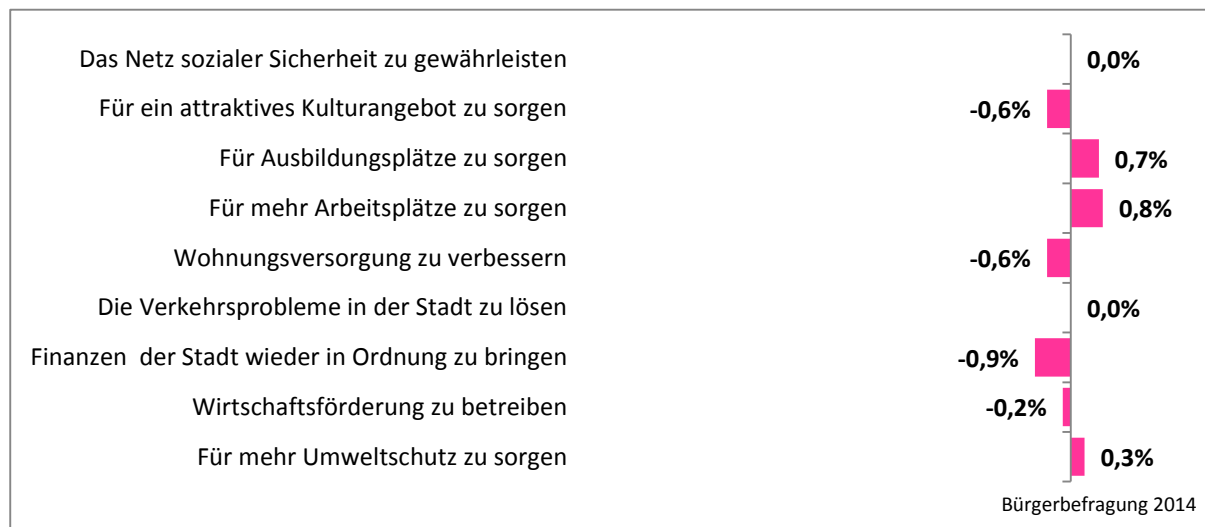 Das Netz sozialer Sicherheit zu gewährleisten 0,0%
Für ein attraktives Kulturangebot zu sorgen -0,6%
Für Ausbildungsplätze zu sorgen 0,7%
Für mehr Arbeitsplätze zu sorgen 0,8%
Wohnungsversorgung zu verbessern -0,6%
Die Verkehrsprobleme in der Stadt zu lösen 0,0%
Finanzen  der Stadt wieder in Ordnung zu bringen -0,9%
Wirtschaftsförderung zu betreiben -0,2%
Für mehr Umweltschutz zu sorgen 0,3%
Bürgerbefragung 2014